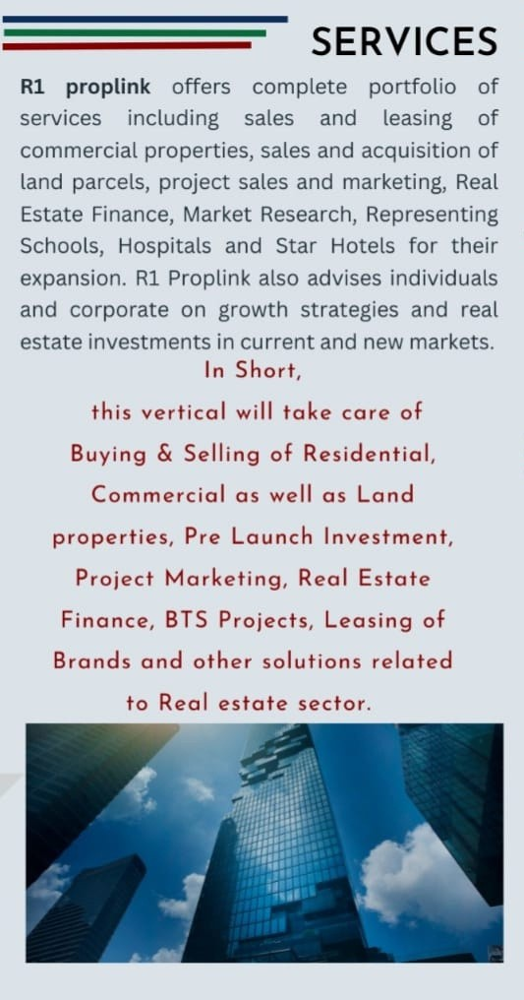 SERVICES
R1 proplink offers complete portfolio of
services including sales and leasing of
commercial properties, sales and acquisition of
land parcels, project sales and marketing, Real
Estate Finance, Market Research, Representing
Schools, Hospitals and Star Hotels for their
expansion. R1 Proplink also advises individuals
and corporate on growth strategies and real
estate investments in current and new markets.
In Short,
this vertical will take care of
Buying & Selling of Residential,
Commercial as well as Land
properties, Pre Launch Investment,
Project Marketing, Real Estate
Finance, BTS Projects, Leasing of
Brands and other solutions related
to Real estate sector.